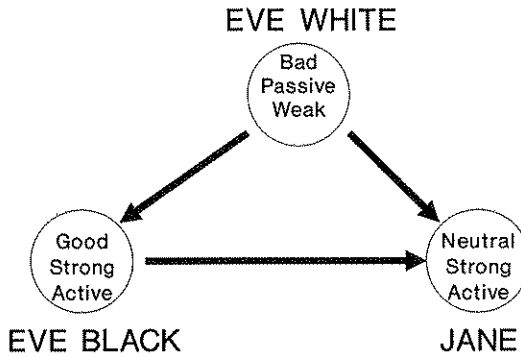 EVE WHITE
Bad
Passive
Weak
Good
Strong
Active
Neutral
Strong
Active
EVE BLACK
JANE